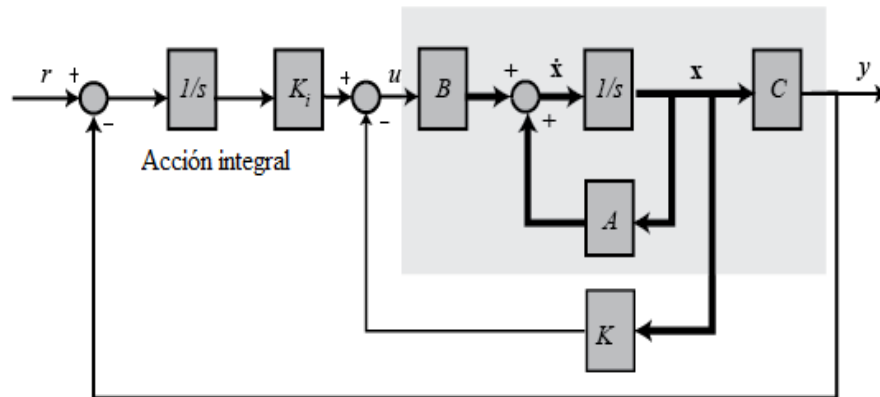 r + 1/s K_i + u B + ẋ 1/s x C y
−
−
+
Acción integral
A
K